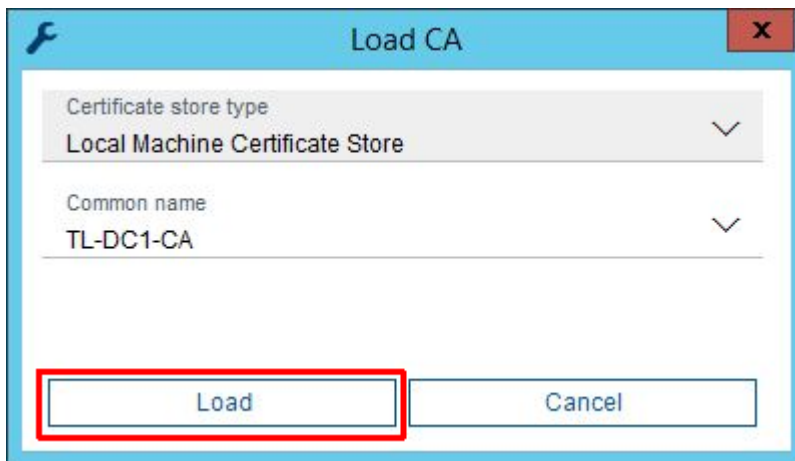 Load CA
x
Certificate store type
Local Machine Certificate Store
Common name
TL-DC1-CA
Load
Cancel